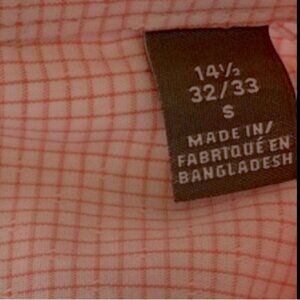 14½
32/33
S
MADE IN/
FABRIQUÉ EN
BANGLADESH